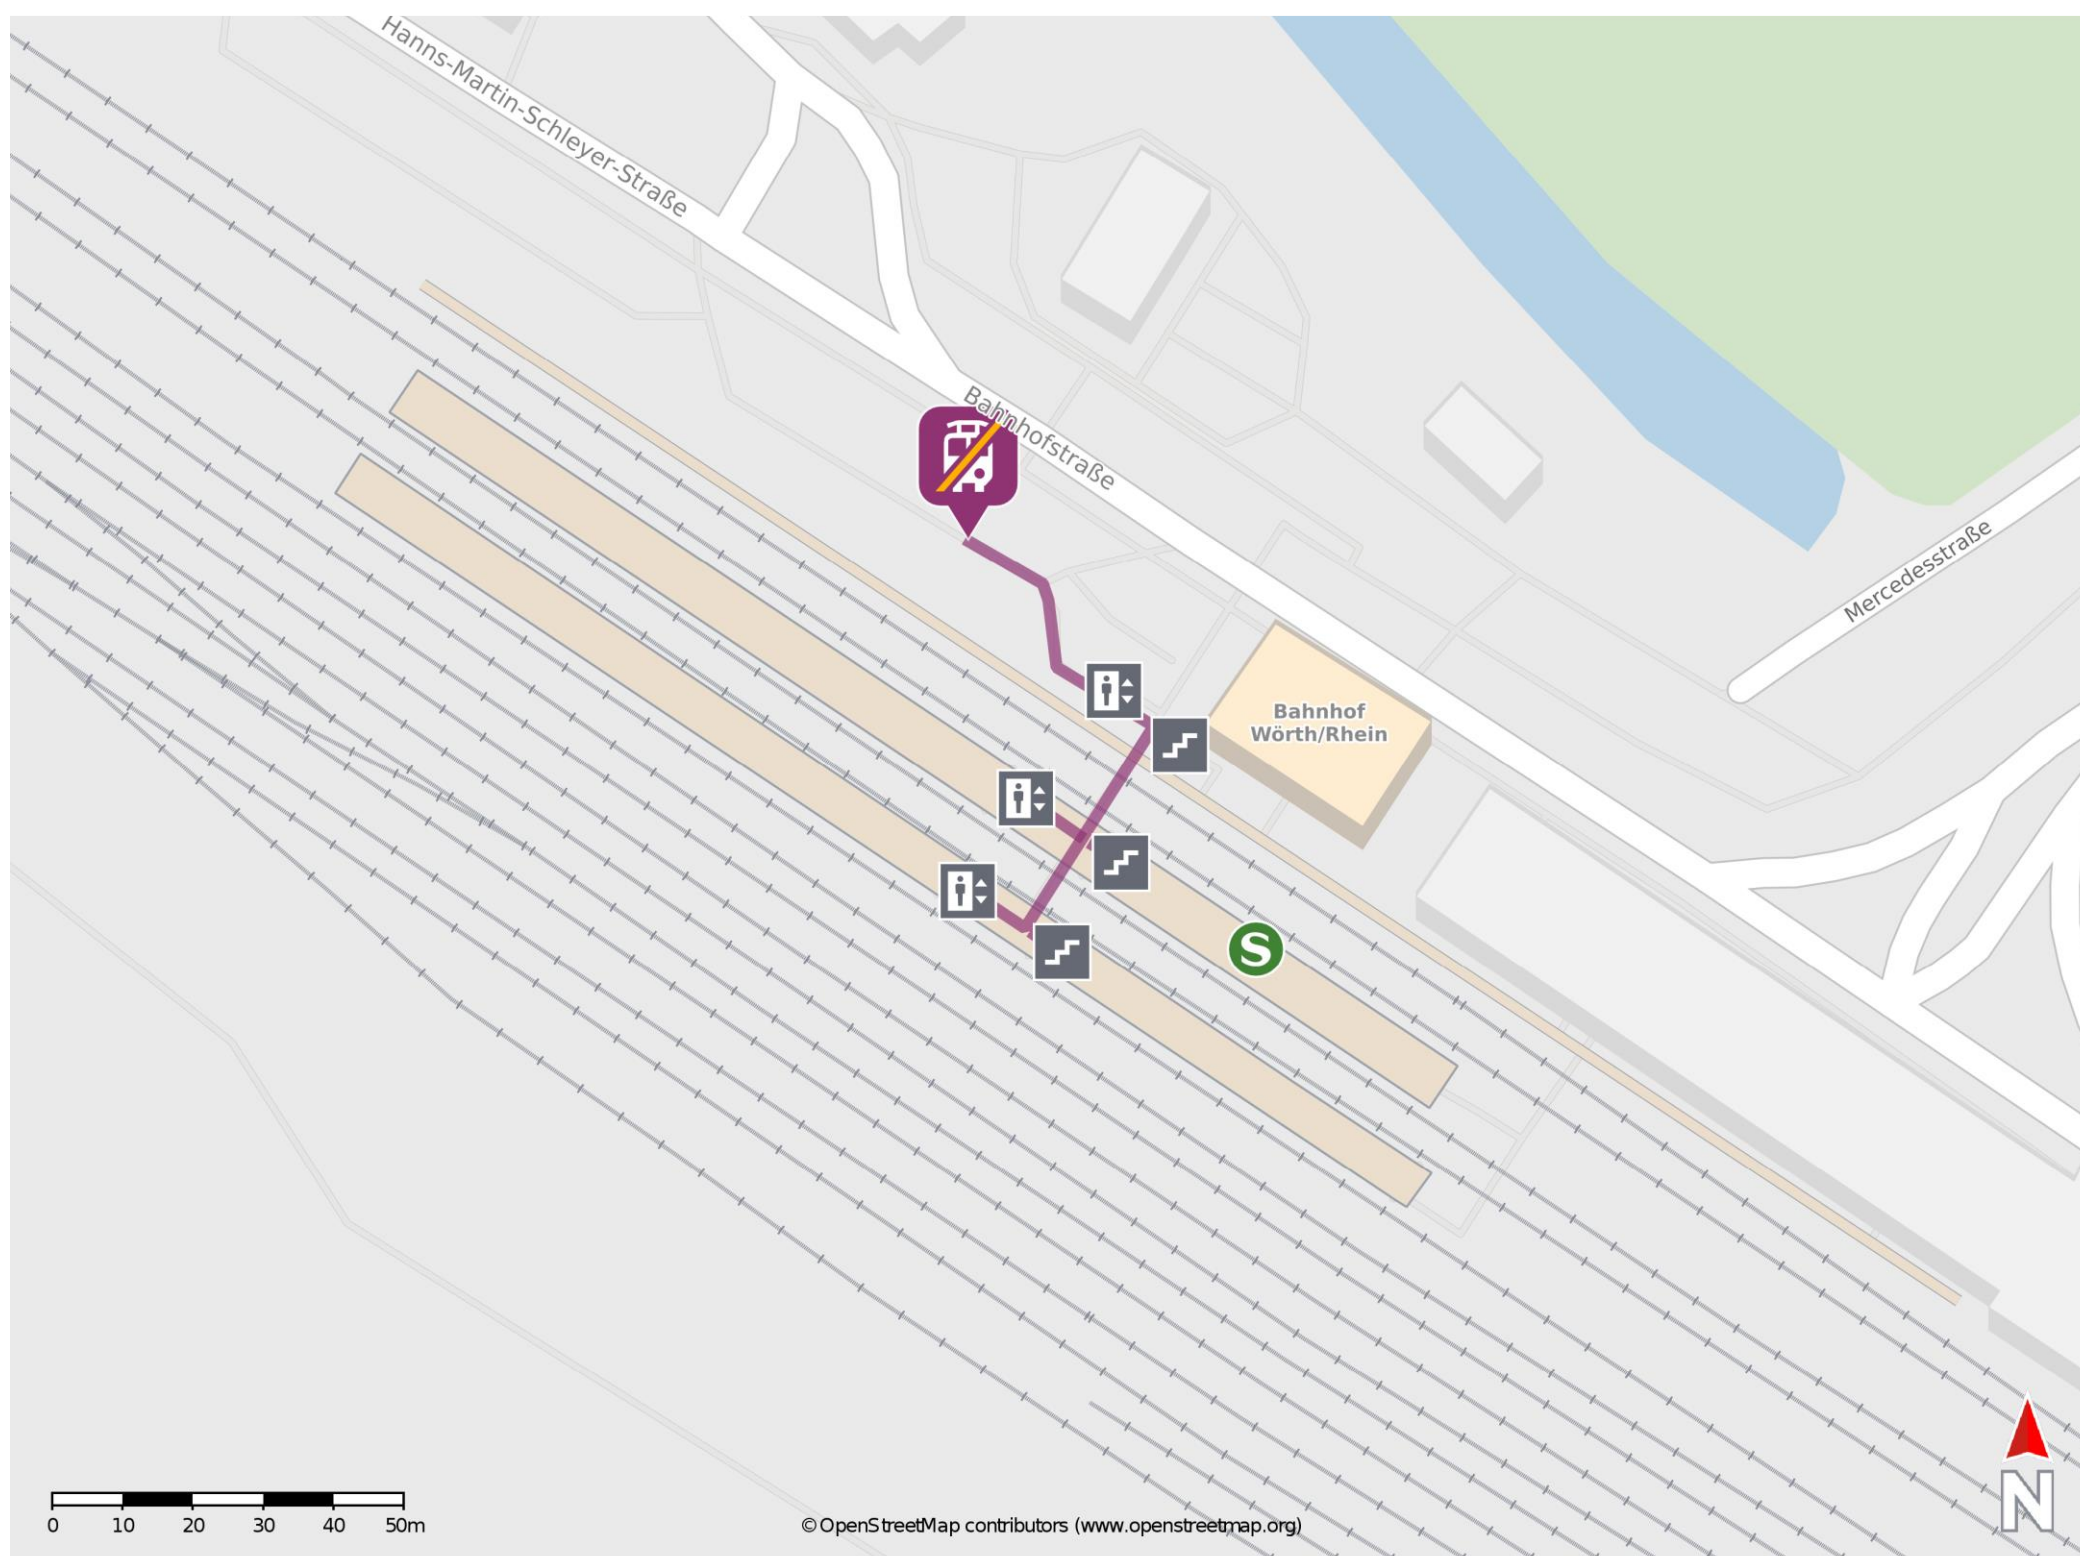 Hanns-Martin-Schleyer-Straße
Bahnhofstraße
Mercedesstraße
Bahnhof
Wörth/Rhein
S
N
0 10 20 30 40 50m
© OpenStreetMap contributors (www.openstreetmap.org)